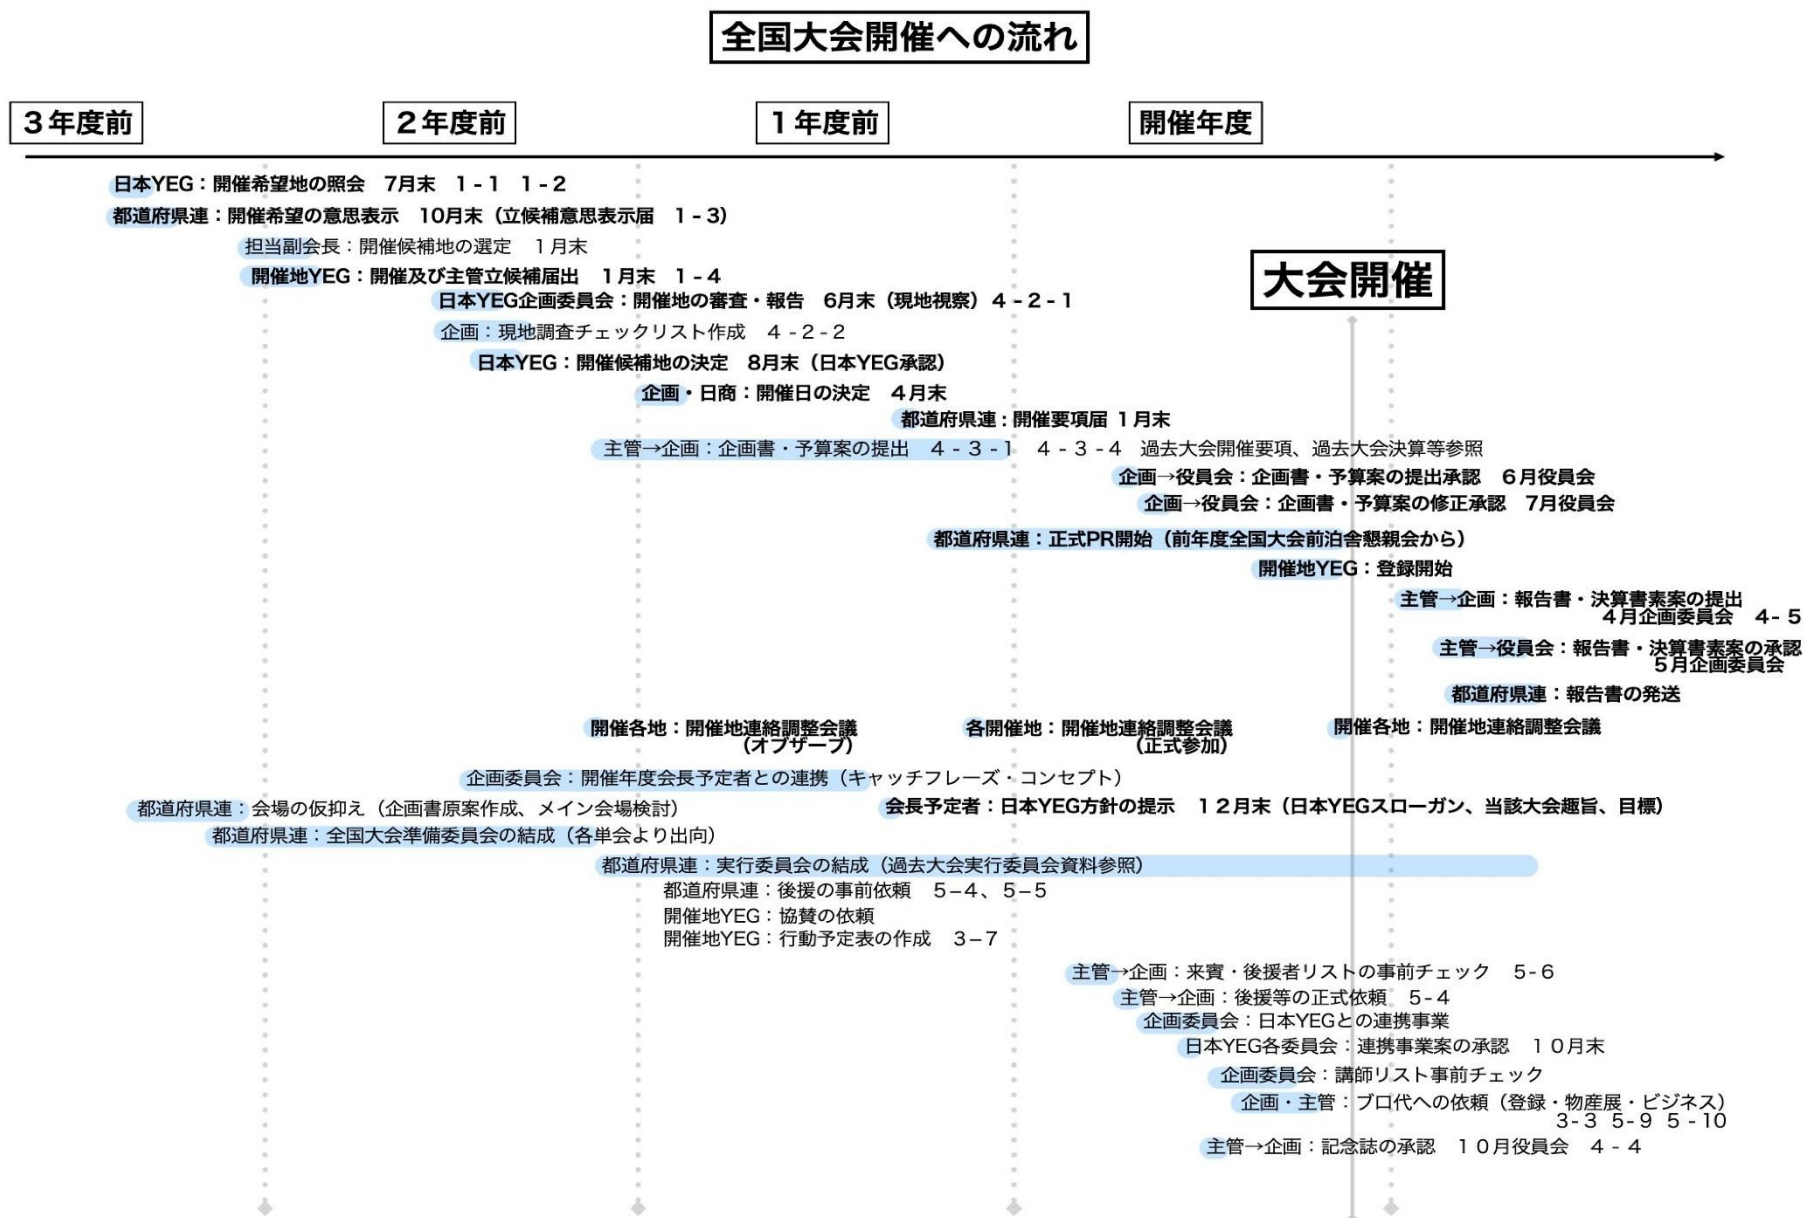 全国大会開催への流れ
３年度前
２年度前
１年度前
開催年度
日本YEG：開催希望地の照会　7月末　１-１　１-２
都道府県連：開催希望の意思表示　10月末（立候補意思表示届　１-３）
担当副会長：開催候補地の選定　１月末
開催地YEG：開催及び主管立候補届出　１月末　１-４
大会開催
日本YEG企画委員会：開催地の審査・報告　6月末（現地視察）４-２-１
企画：現地調査チェックリスト作成　４-２-２
日本YEG：開催候補地の決定　8月末（日本YEG承認）
企画・日商：開催日の決定　４月末
都道府県連：開催要項届 １月末
主管→企画：企画書・予算案の提出　４-３-１　４-３-４　過去大会開催要項、過去大会決算等参照
企画→役員会：企画書・予算案の提出承認　６月役員会
企画→役員会：企画書・予算案の修正承認　7月役員会
都道府県連：正式PR開始（前年度全国大会前泊舎懇親会から）
開催地YEG：登録開始
主管→企画：報告書・決算書素案の提出
４月企画委員会　４-５
主管→役員会：報告書・決算書素案の承認
５月企画委員会
都道府県連：報告書の発送
開催各地：開催地連絡調整会議
（オブザーブ）
各開催地：開催地連絡調整会議
（正式参加）
開催各地：開催地連絡調整会議
企画委員会：開催年度会長予定者との連携（キャッチフレーズ・コンセプト）
都道府県連：会場の仮抑え（企画書原案作成、メイン会場検討）
会長予定者：日本YEG方針の提示　１２月末（日本YEGスローガン、当該大会趣旨、目標）
都道府県連：全国大会準備委員会の結成（各単会より出向）
都道府県連：実行委員会の結成（過去大会実行委員会資料参照）
都道府県連：後援の事前依頼　５−４、５−５
開催地YEG：協賛の依頼
開催地YEG：行動予定表の作成　３−７
主管→企画：来賓・後援者リストの事前チェック　５-６
主管→企画：後援等の正式依頼　５-４
企画委員会：日本YEGとの連携事業
日本YEG各委員会：連携事業案の承認　１０月末
企画委員会：講師リスト事前チェック
企画・主管：ブロ代への依頼（登録・物産展・ビジネス）
３-３ ５-９ ５-10
主管→企画：記念誌の承認　１０月役員会　４-４